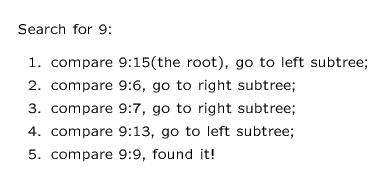 Search for 9:
1. compare 9:15(the root), go to left subtree;
2. compare 9:6, go to right subtree;
3. compare 9:7, go to right subtree;
4. compare 9:13, go to left subtree;
5. compare 9:9, found it!